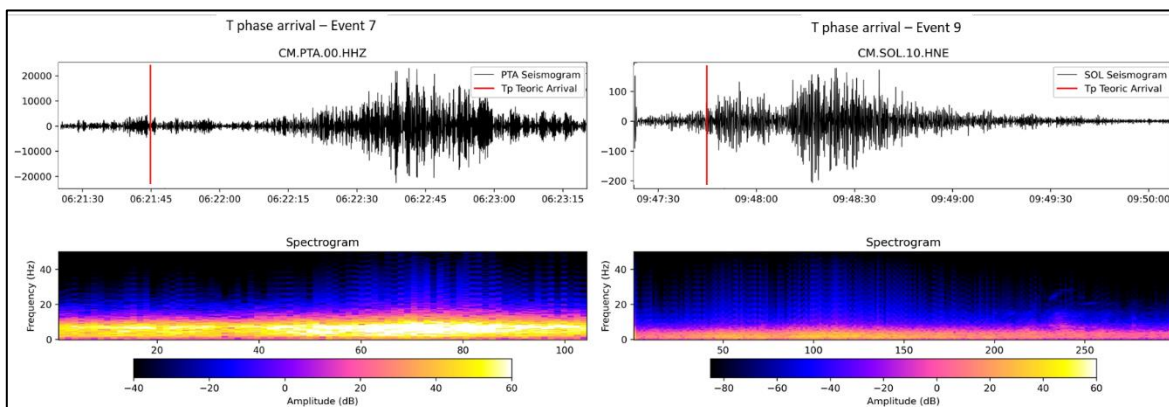 T phase arrival – Event 7
CM.PTA.00.HHZ
20000
10000
0
−10000
−20000
PTA Seismogram
Tp Teoric Arrival
06:21:30 06:21:45 06:22:00 06:22:15 06:22:30 06:22:45 06:23:00 06:23:15
Spectrogram
Frequency (Hz)
40
20
0
20 40 60 80 100
−40 −20 0 20 40 60
Amplitude (dB)
T phase arrival – Event 9
CM.SOL.10.HNE
100
0
−100
−200
SOL Seismogram
Tp Teoric Arrival
09:47:30 09:48:00 09:48:30 09:49:00 09:49:30 09:50:00
Spectrogram
Frequency (Hz)
40
20
0
50 100 150 200 250
−80 −60 −40 −20 0 20 40 60
Amplitude (dB)